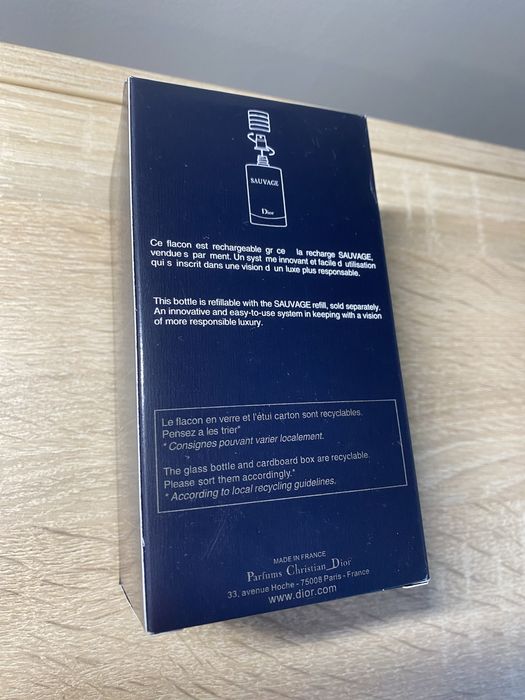 SAUVAGE
Dior
Ce flacon est rechargeable gr ce   la recharge SAUVAGE,
vendue s  par ment. Un syst me innovant et facile d utilisation
qui s inscrit dans une vision d un luxe plus responsable.
This bottle is refillable with the SAUVAGE refill, sold separately.
An innovative and easy-to-use system in keeping with a vision
of more responsible luxury.
Le flacon en verre et l'étui carton sont recyclables.
Pensez a les trier*
* Consignes pouvant varier localement.
The glass bottle and cardboard box are recyclable.
Please sort them accordingly.*
* According to local recycling guidelines.
MADE IN FRANCE
Parfums Christian Dior
33, avenue Hoche - 75008 Paris - France
www.dior.com